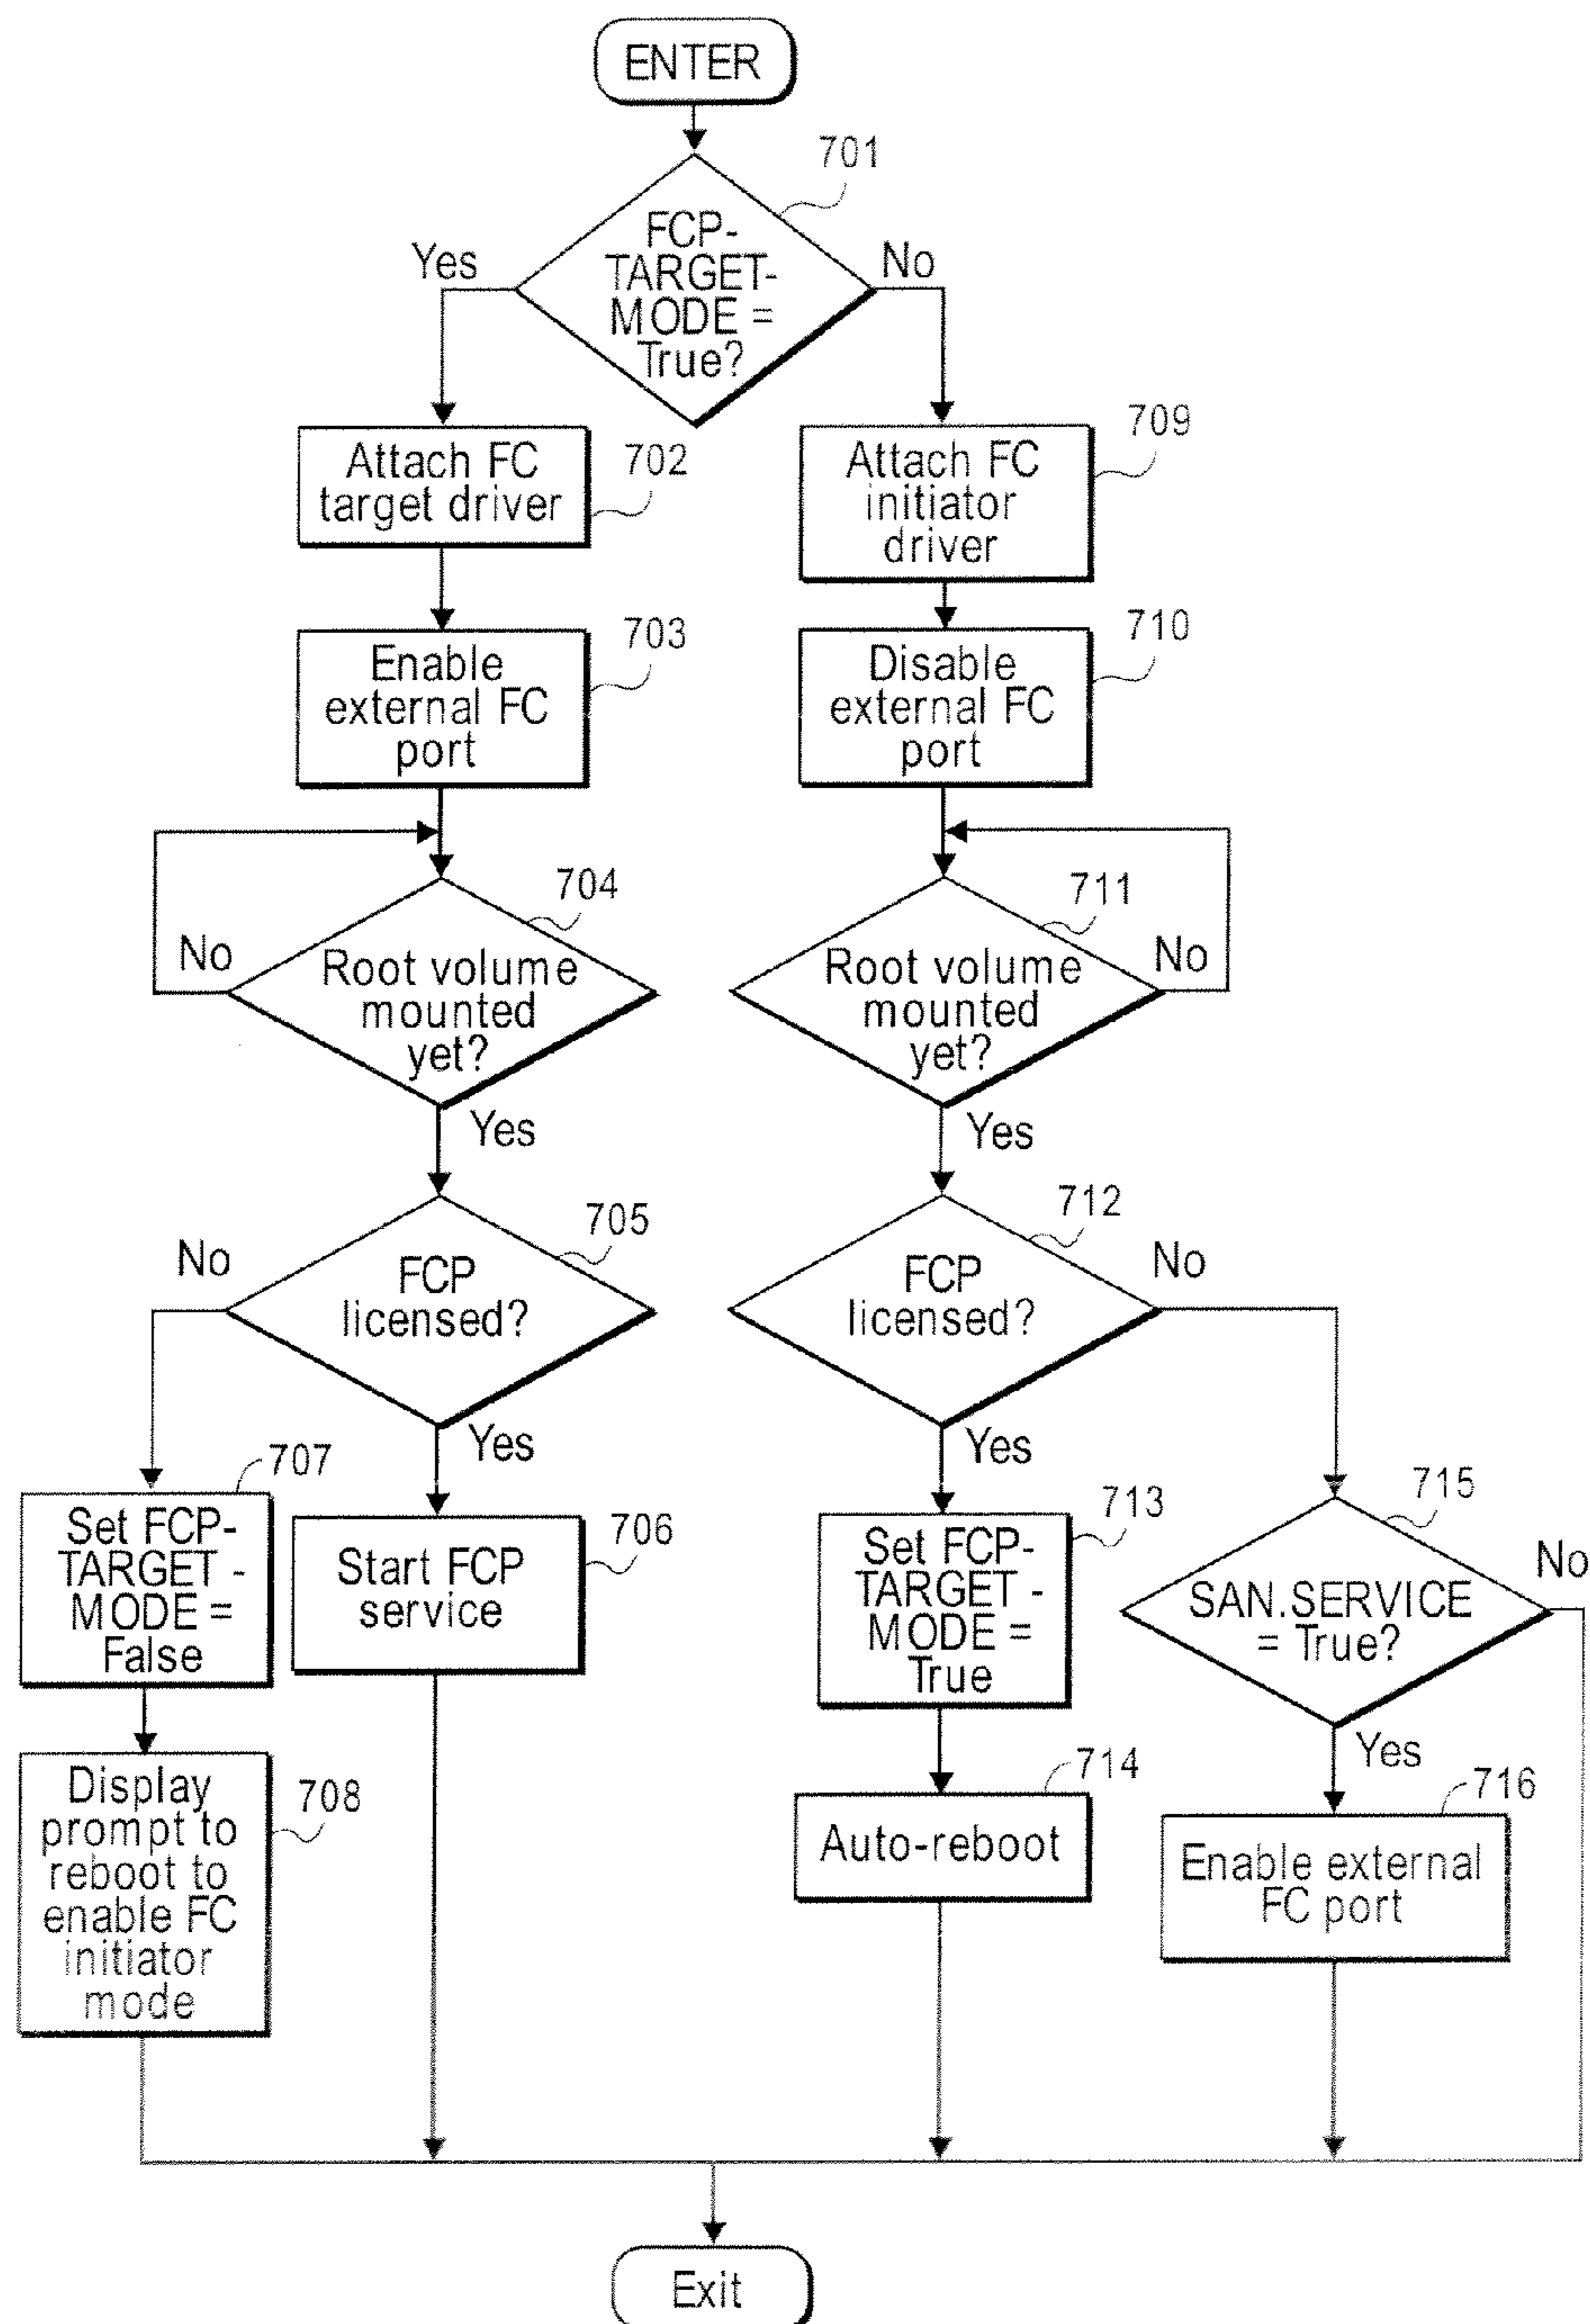 ENTER
701
FCP-
TARGET-
MODE =
True?
Yes
No
Attach FC
target driver
702
Attach FC
initiator
driver
709
Enable
external FC
port
703
Disable
external FC
port
710
704
No
Root volume
mounted
yet?
Yes
711
No
Root volume
mounted
yet?
Yes
705
No
FCP
licensed?
Yes
712
No
FCP
licensed?
Yes
707
Set FCP-
TARGET -
MODE =
False
706
Start FCP
service
713
Set FCP-
TARGET -
MODE =
True
715
No
SAN.SERVICE
= True?
Yes
Display
prompt to
reboot to
enable FC
initiator
mode
708
714
Auto-reboot
716
Enable external
FC port
Exit